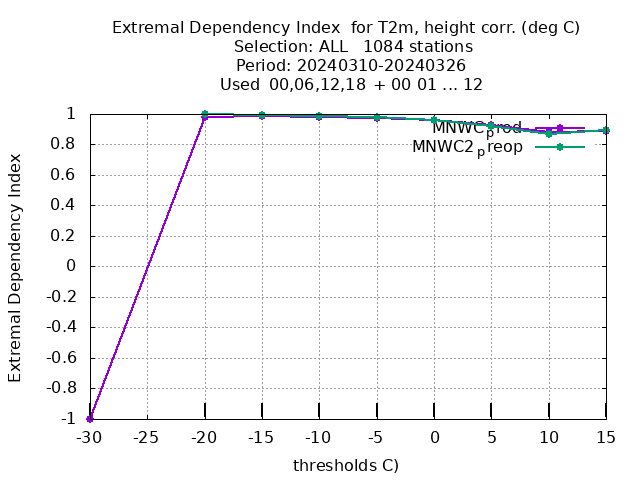 Extremal Dependency Index  for T2m, height corr. (deg C)
Selection: ALL   1084 stations
Period: 20240310-20240326
Used  00,06,12,18  + 00 01 ... 12
Extremal Dependency Index
1
0.8
0.6
0.4
0.2
0
-0.2
-0.4
-0.6
-0.8
-1
MNWC_prod
MNWC2_preop
-30 -25 -20 -15 -10 -5 0 5 10 15
thresholds C)